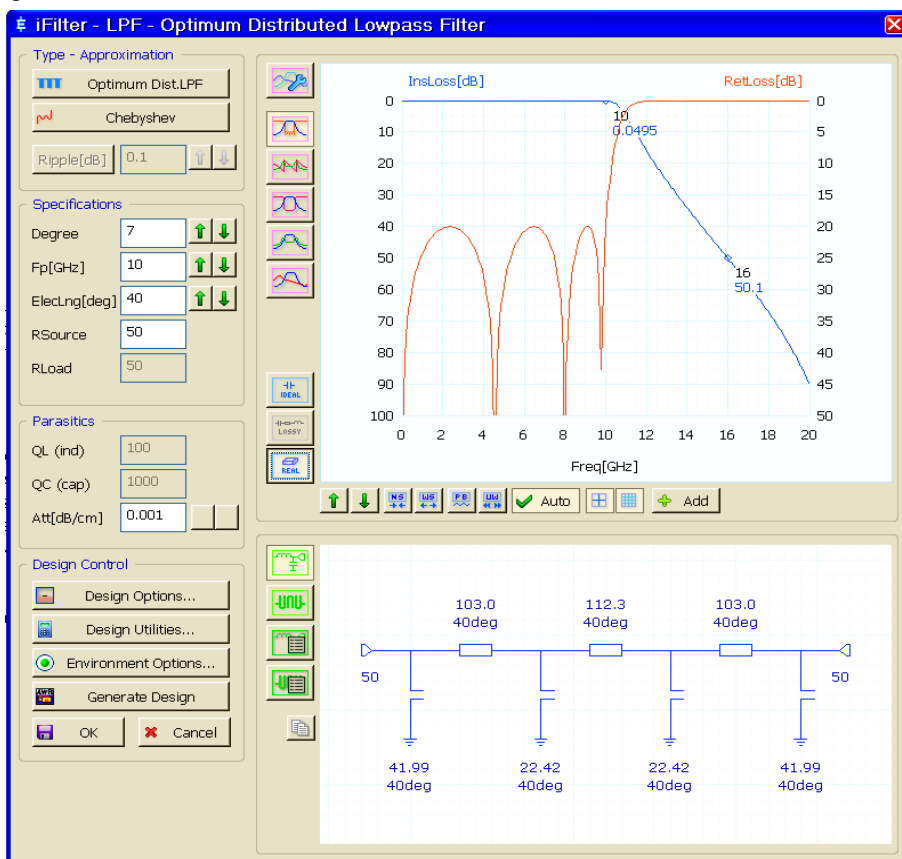 iFilter - LPF - Optimum Distributed Lowpass Filter
Type - Approximation
Optimum Dist.LPF
Chebyshev
Ripple[dB] 0.1
Specifications
Degree 7
Fp[GHz] 10
ElecLng[deg] 40
RSource 50
RLoad 50
Parasitics
QL (ind) 100
QC (cap) 1000
Att[dB/cm] 0.001
Design Control
Design Options...
Design Utilities...
Environment Options...
Generate Design
OK Cancel
IDEAL
LOSSY
REAL
InsLoss[dB] RetLoss[dB]
0 0
10 5
20 10
30 15
40 20
50 25
60 30
70 35
80 40
90 45
100 50
10
0.0495
16
50.1
0 2 4 6 8 10 12 14 16 18 20
Freq[GHz]
NS WS PB UW Auto Add
103.0 112.3 103.0
40deg 40deg 40deg
50 50
41.99 22.42 22.42 41.99
40deg 40deg 40deg 40deg